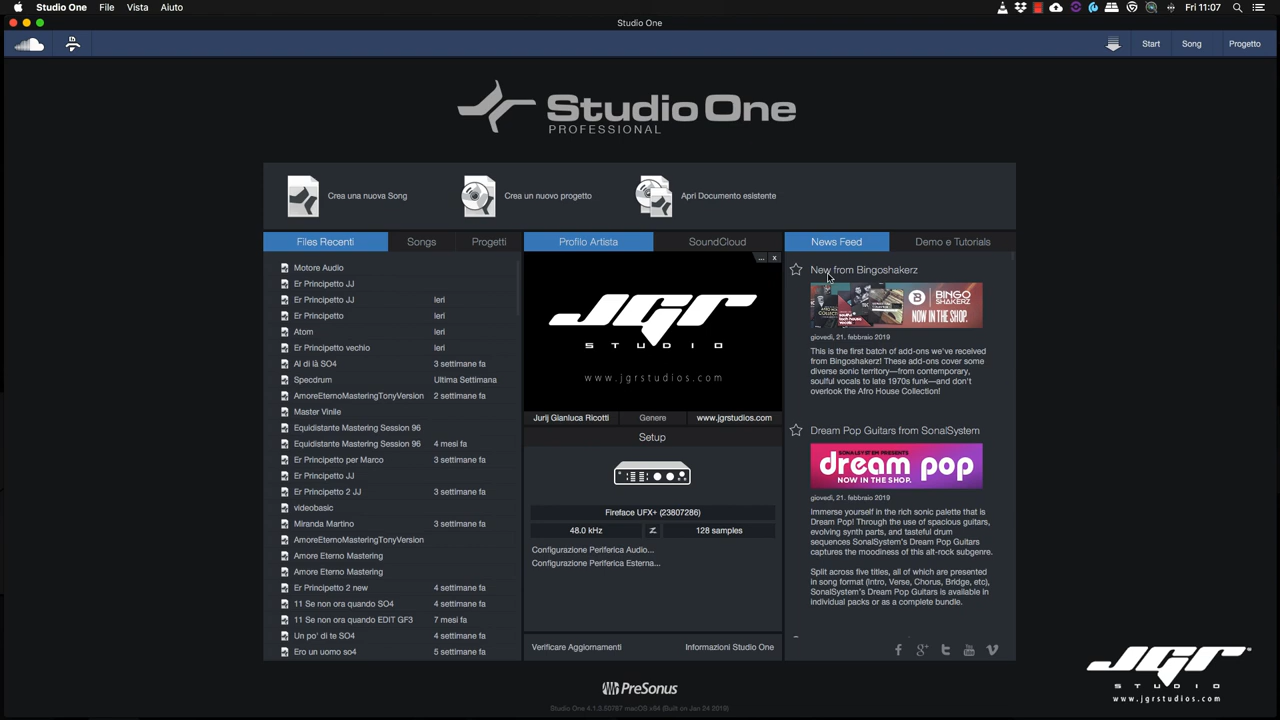 Studio One File Vista Aiuto Fri 11:07
Studio One
Start Song Progetto
Studio One
PROFESSIONAL
Crea una nuova Song Crea un nuovo progetto Apri Documento esistente
Files Recenti Songs Progetti
Motore Audio
Er Principetto JJ
Er Principetto JJ Ieri
Er Principetto Ieri
Atom Ieri
Er Principetto vechio Ieri
Al di là SO4 3 settimane fa
Specdrum Ultima Settimana
AmoreEternoMasteringTonyVersion 2 settimane fa
Master Vinile
Equidistante Mastering Session 96
Equidistante Mastering Session 96 4 mesi fa
Er Principetto per Marco 3 settimane fa
Er Principetto JJ
Er Principetto 2 JJ 3 settimane fa
videobasic
Miranda Martino 3 settimane fa
AmoreEternoMasteringTonyVersion
Amore Eterno Mastering
Amore Eterno Mastering
Er Principetto 2 new 4 settimane fa
11 Se non ora quando SO4 4 settimane fa
11 Se non ora quando EDIT GF3 7 mesi fa
Un po' di te SO4 4 settimane fa
Ero un uomo so4 5 settimane fa
Profilo Artista SoundCloud
... x
JGR
STUDIO
www.jgrstudios.com
Jurij Gianluca Ricotti Genere www.jgrstudios.com
Setup
Fireface UFX+ (23807286)
48.0 kHz 128 samples
Configurazione Periferica Audio...
Configurazione Periferica Esterna...
Verificare Aggiornamenti Informazioni Studio One
News Feed Demo e Tutorials
New from Bingoshakerz
BINGO
SHAKERZ
NOW IN THE SHOP.
giovedì, 21. febbraio 2019
This is the first batch of add-ons we've received
from Bingoshakerz! These add-ons cover some
diverse sonic territory—from contemporary,
soulful vocals to late 1970s funk—and don't
overlook the Afro House Collection!
Dream Pop Guitars from SonalSystem
SONALSYSTEM PRESENTS
dream pop
NOW IN THE SHOP.
giovedì, 21. febbraio 2019
Immerse yourself in the rich sonic palette that is
Dream Pop! Through the use of spacious guitars,
evolving synth parts, and tasteful drum
sequences SonalSystem's Dream Pop Guitars
captures the moodiness of this alt-rock subgenre.
Split across five titles, all of which are presented
in song format (Intro, Verse, Chorus, Bridge, etc),
SonalSystem's Dream Pop Guitars is available in
individual packs or as a complete bundle.
PreSonus
Studio One 4.1.3.50787 macOS x64 (Built on Jan 24 2019)
JGR
STUDIO
www.jgrstudios.com